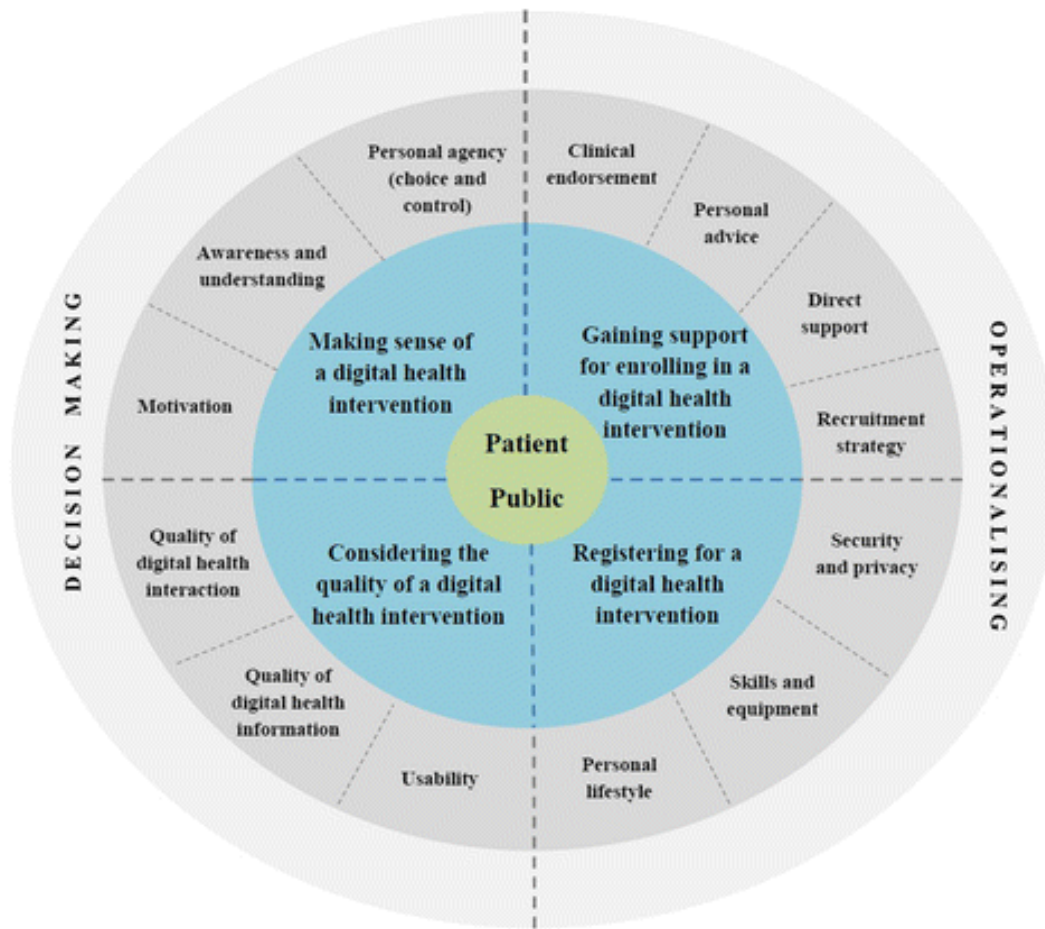 Personal agency
(choice and
control)
Clinical
endorsement
Personal
advice
Awareness and
understanding
Direct
support
Motivation
Recruitment
strategy
DECISION MAKING
OPERATIONALISING
Making sense of
a digital health
intervention
Gaining support
for enrolling in a
digital health
intervention
Patient
Public
Considering the
quality of a digital
health intervention
Registering for a
digital health
intervention
Quality of
digital health
interaction
Security
and privacy
Quality of
digital health
information
Skills and
equipment
Usability
Personal
lifestyle